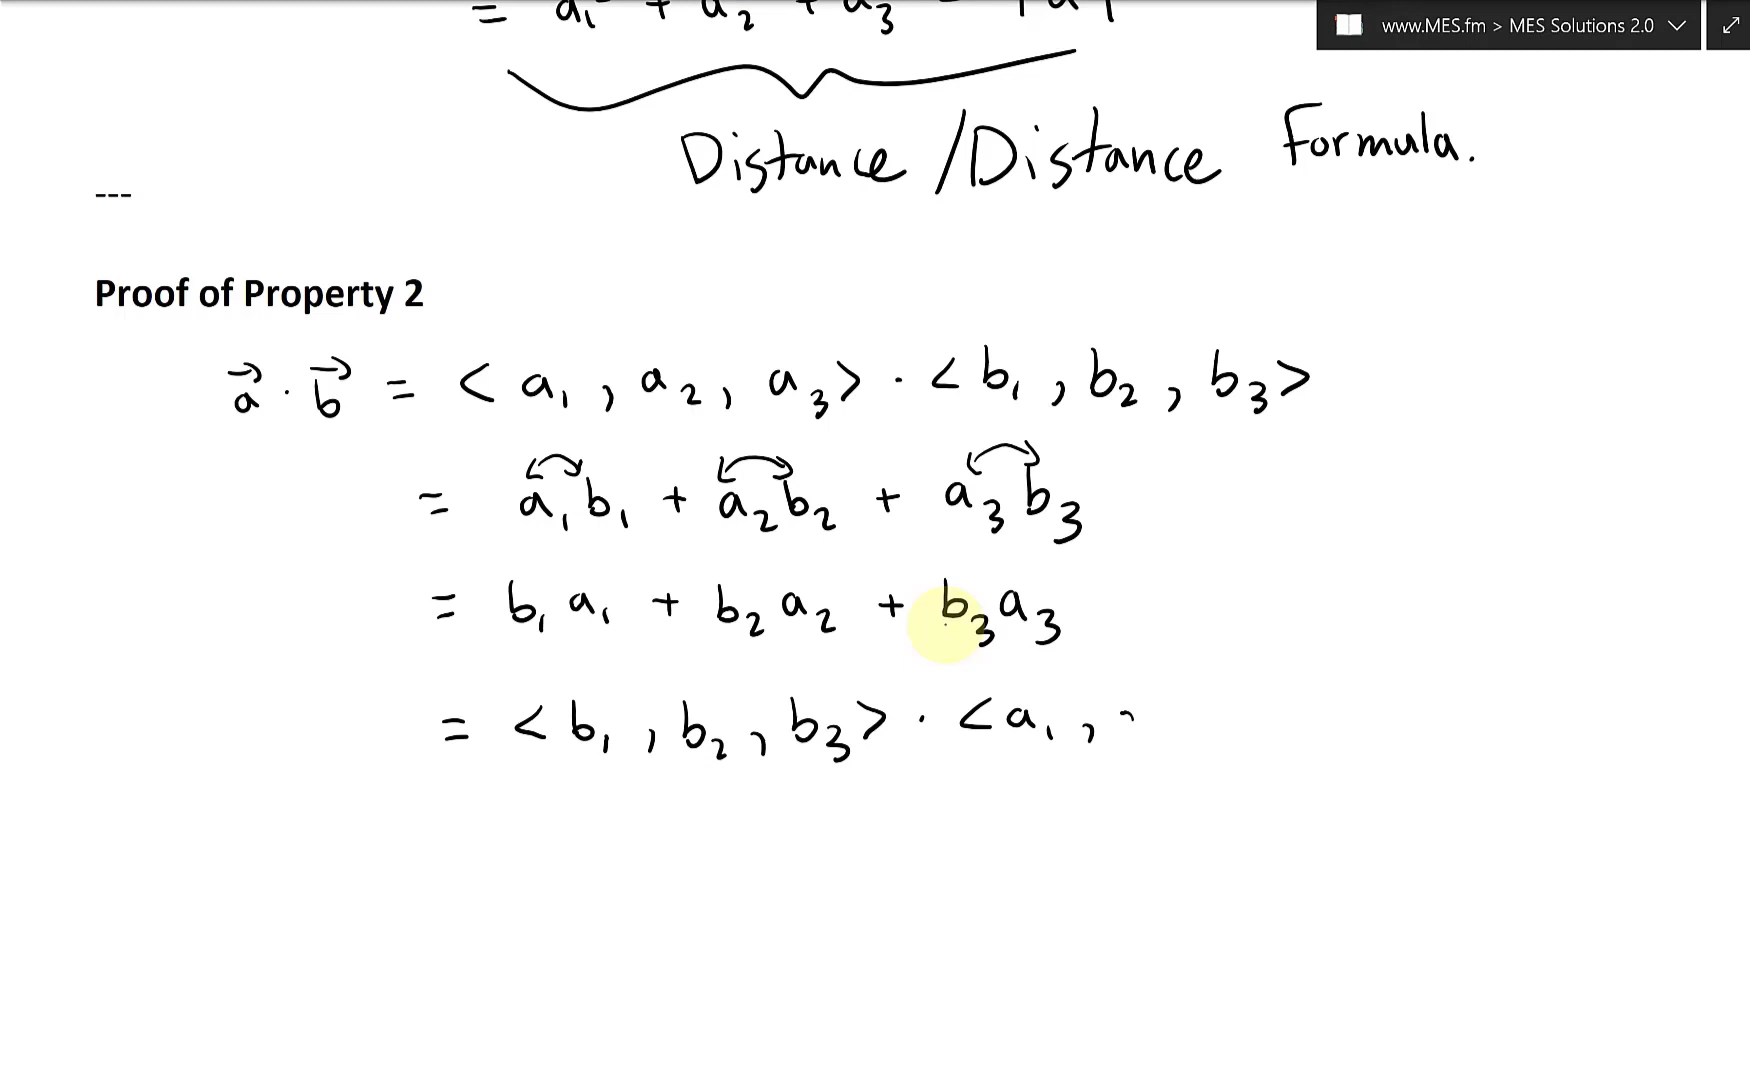 www.MES.fm > MES Solutions 2.0
Distance / Distance Formula.
---
Proof of Property 2
a⃗ · b⃗ = < a₁ , a₂ , a₃ > · < b₁ , b₂ , b₃ >
= a₁b₁ + a₂b₂ + a₃b₃
= b₁a₁ + b₂a₂ + b₃a₃
= < b₁ , b₂ , b₃ > · < a₁ ,